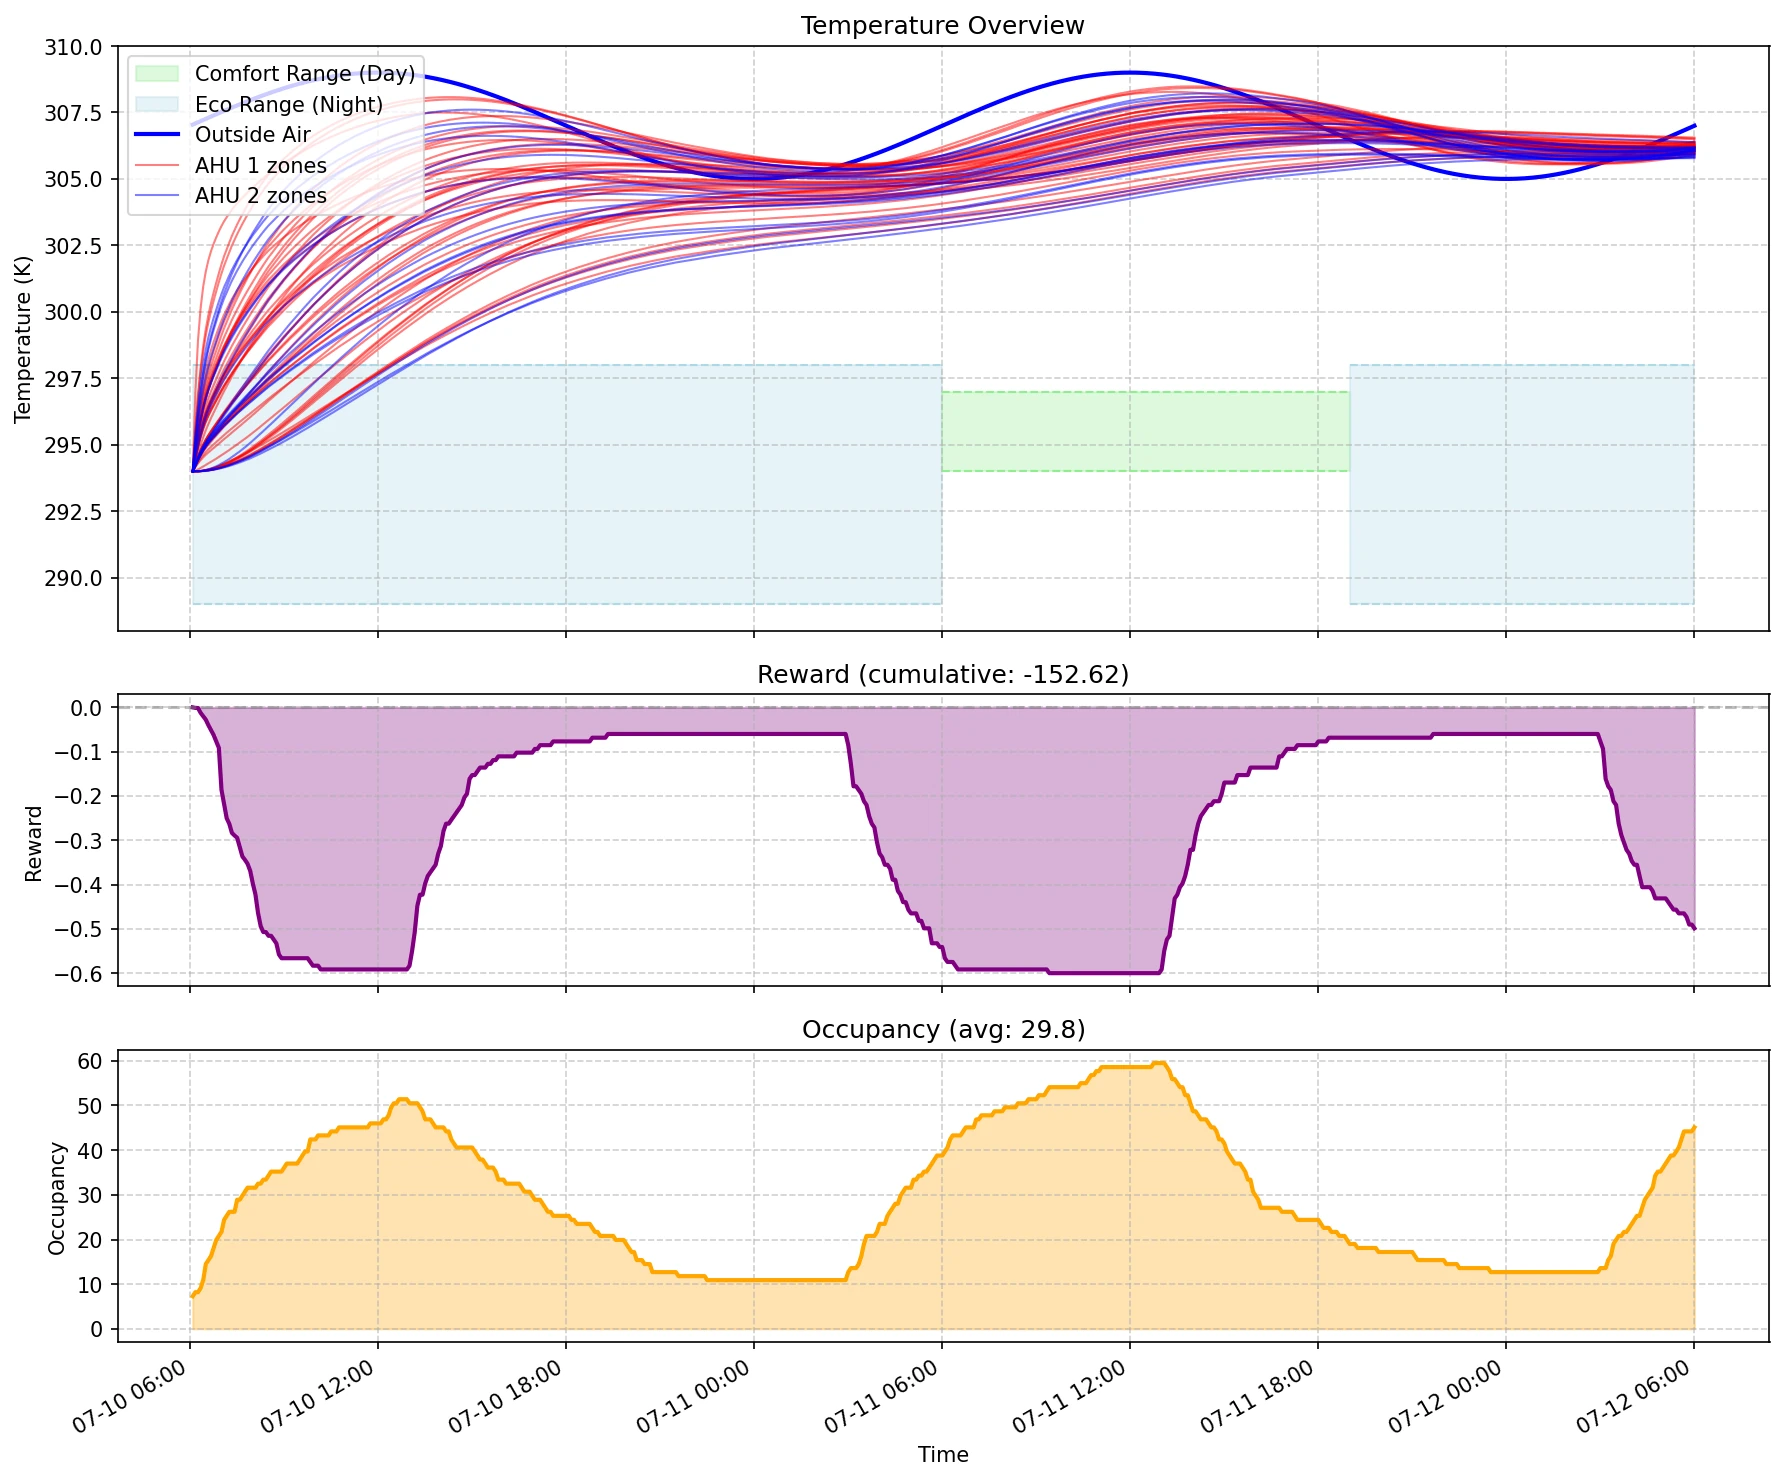 Temperature Overview
310.0
307.5
305.0
302.5
300.0
297.5
295.0
292.5
290.0
Temperature (K)
Comfort Range (Day)
Eco Range (Night)
Outside Air
AHU 1 zones
AHU 2 zones
Reward (cumulative: -152.62)
0.0
−0.1
−0.2
−0.3
−0.4
−0.5
−0.6
Reward
Occupancy (avg: 29.8)
60
50
40
30
20
10
0
Occupancy
07-10 06:00
07-10 12:00
07-10 18:00
07-11 00:00
07-11 06:00
07-11 12:00
07-11 18:00
07-12 00:00
07-12 06:00
Time